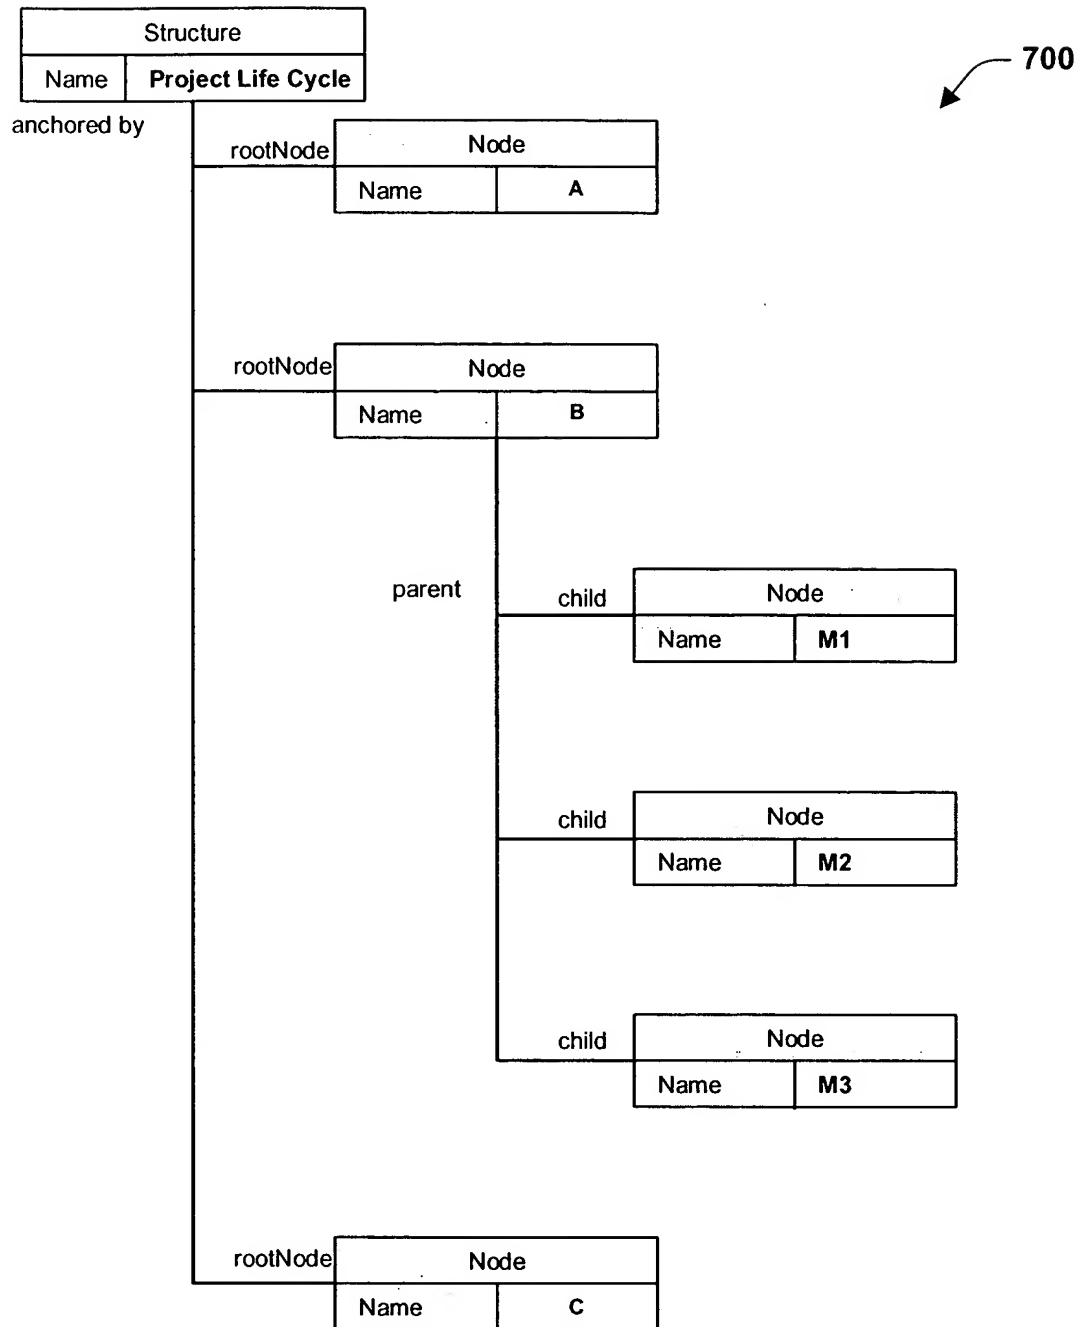 Structure
Name Project Life Cycle
700
anchored by
rootNode Node
Name A
rootNode Node
Name B
parent
child Node
Name M1
child Node
Name M2
child Node
Name M3
rootNode Node
Name C